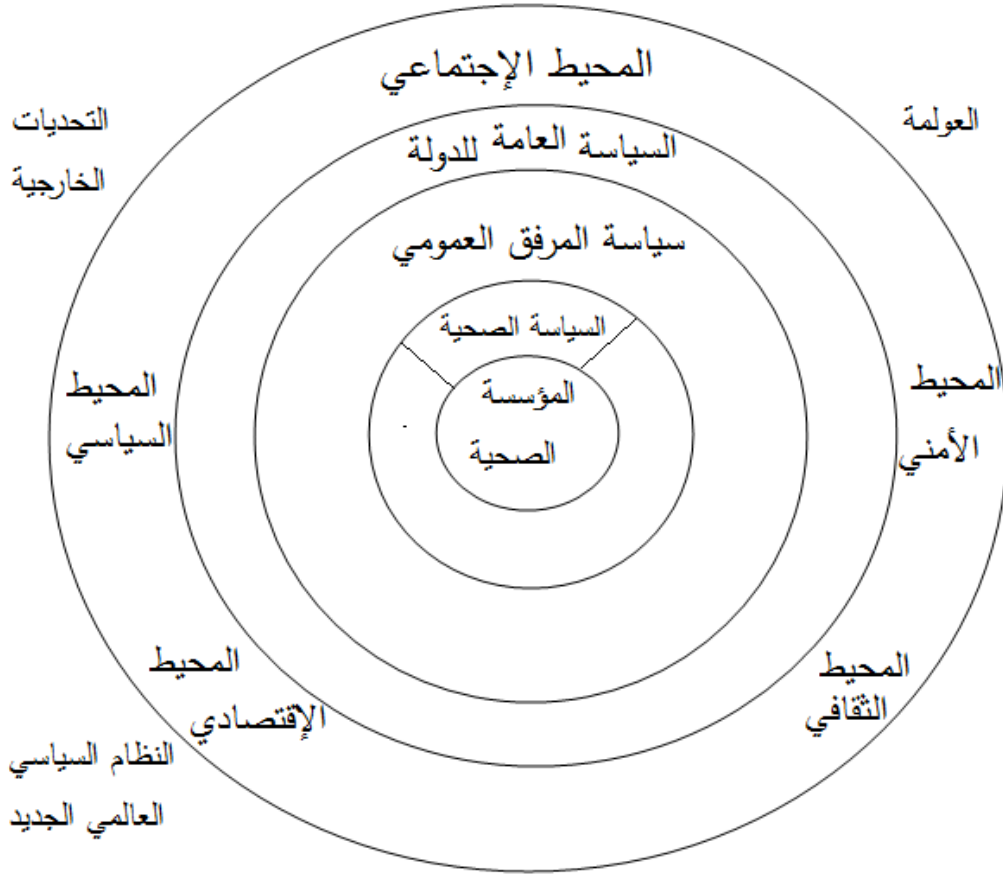 المحيط الإجتماعي
العولمة
التحديات
الخارجية
السياسة العامة للدولة
سياسة المرفق العمومي
السياسة الصحية
المؤسسة
الصحية
المحيط
الأمني
المحيط
السياسي
المحيط
الثقافي
المحيط
الإقتصادي
النظام السياسي
العالمي الجديد